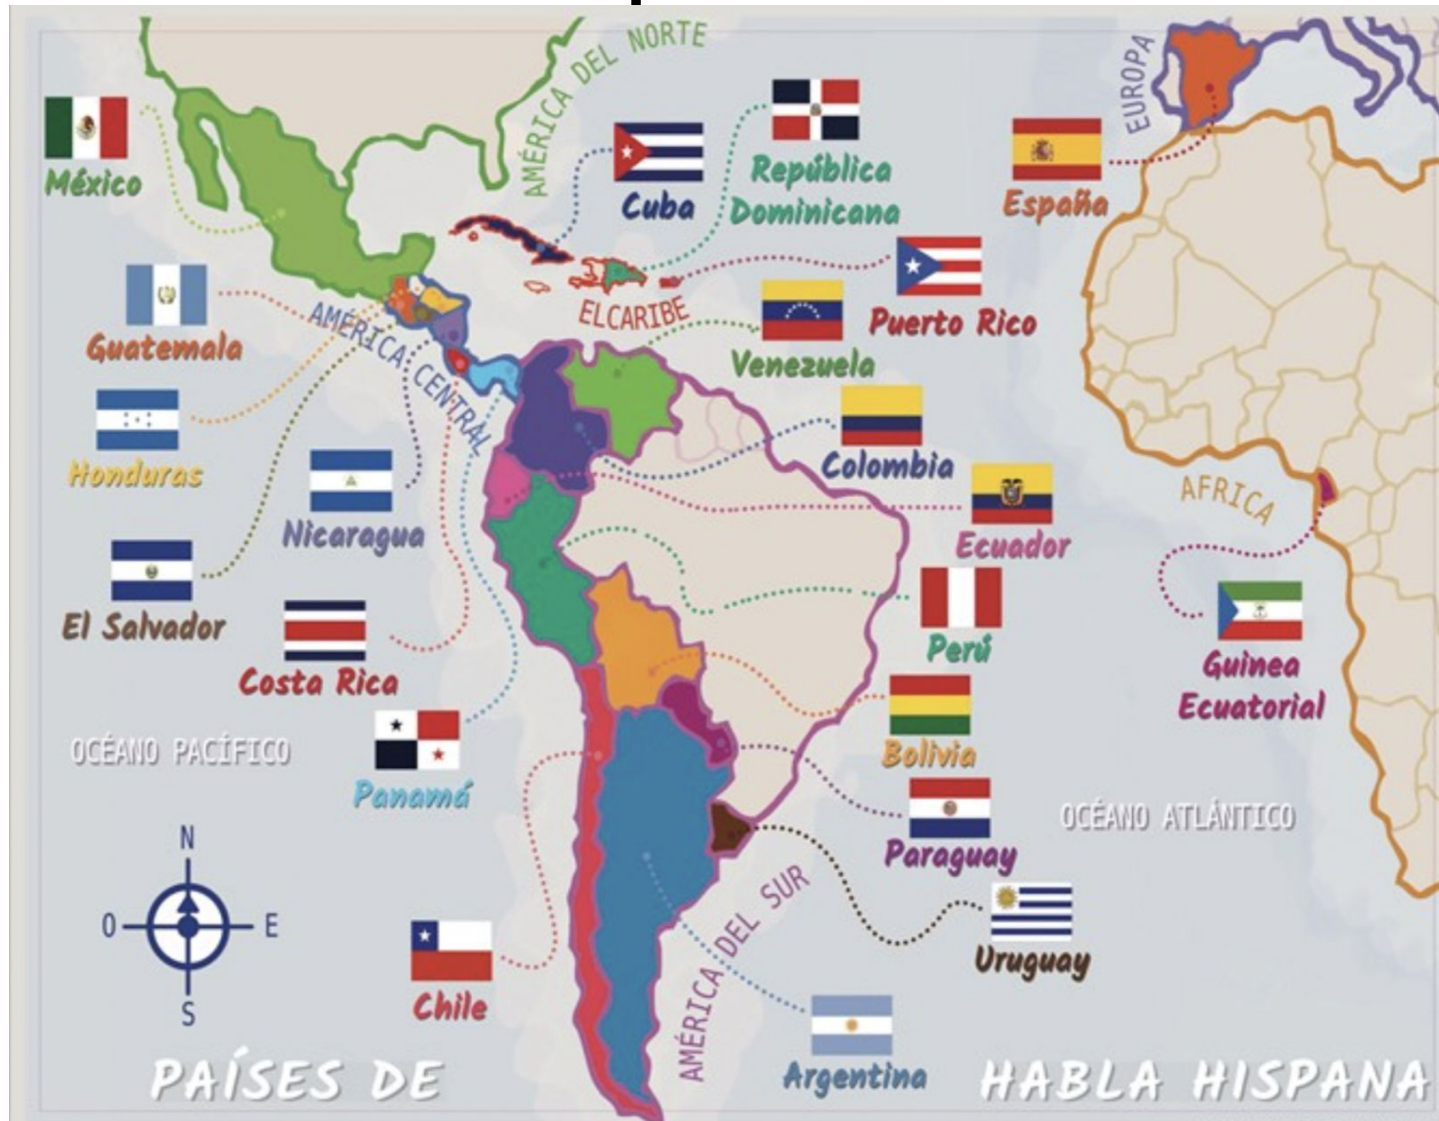 AMÉRICA DEL NORTE
EUROPA
México
Cuba
República
Dominicana
España
Guatemala
AMÉRICA CENTRAL
ELCARIBE
Puerto Rico
Venezuela
Honduras
Nicaragua
Colombia
Ecuador
AFRICA
El Salvador
Costa Rica
Perú
Guinea
Ecuatorial
OCÉANO PACÍFICO
Panamá
Bolivia
OCÉANO ATLÁNTICO
Paraguay
N
O
E
S
AMÉRICA DEL SUR
Uruguay
Chile
Argentina
PAÍSES DE HABLA HISPANA